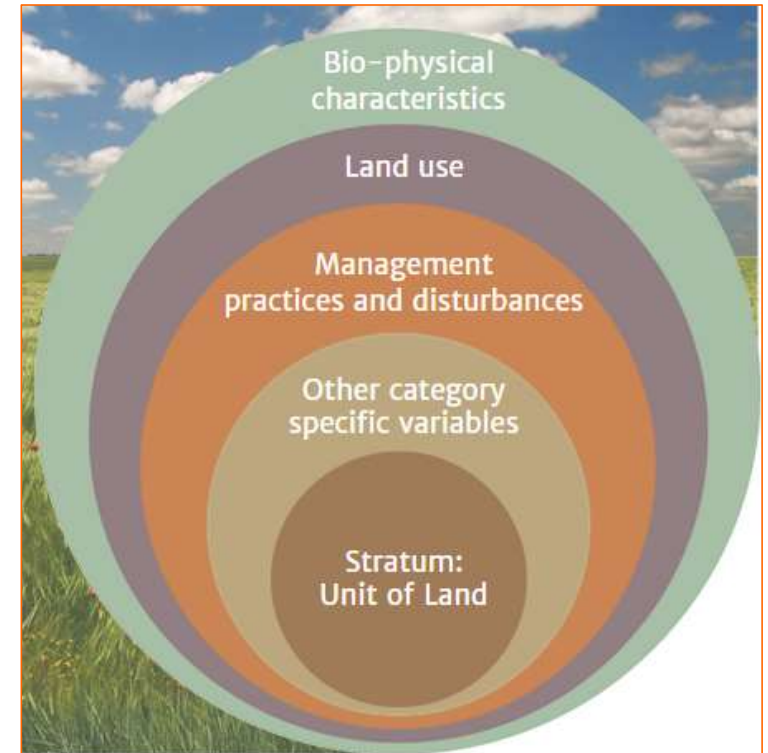 Bio-physical
characteristics
Land use
Management
practices and disturbances
Other category
specific variables
Stratum:
Unit of Land